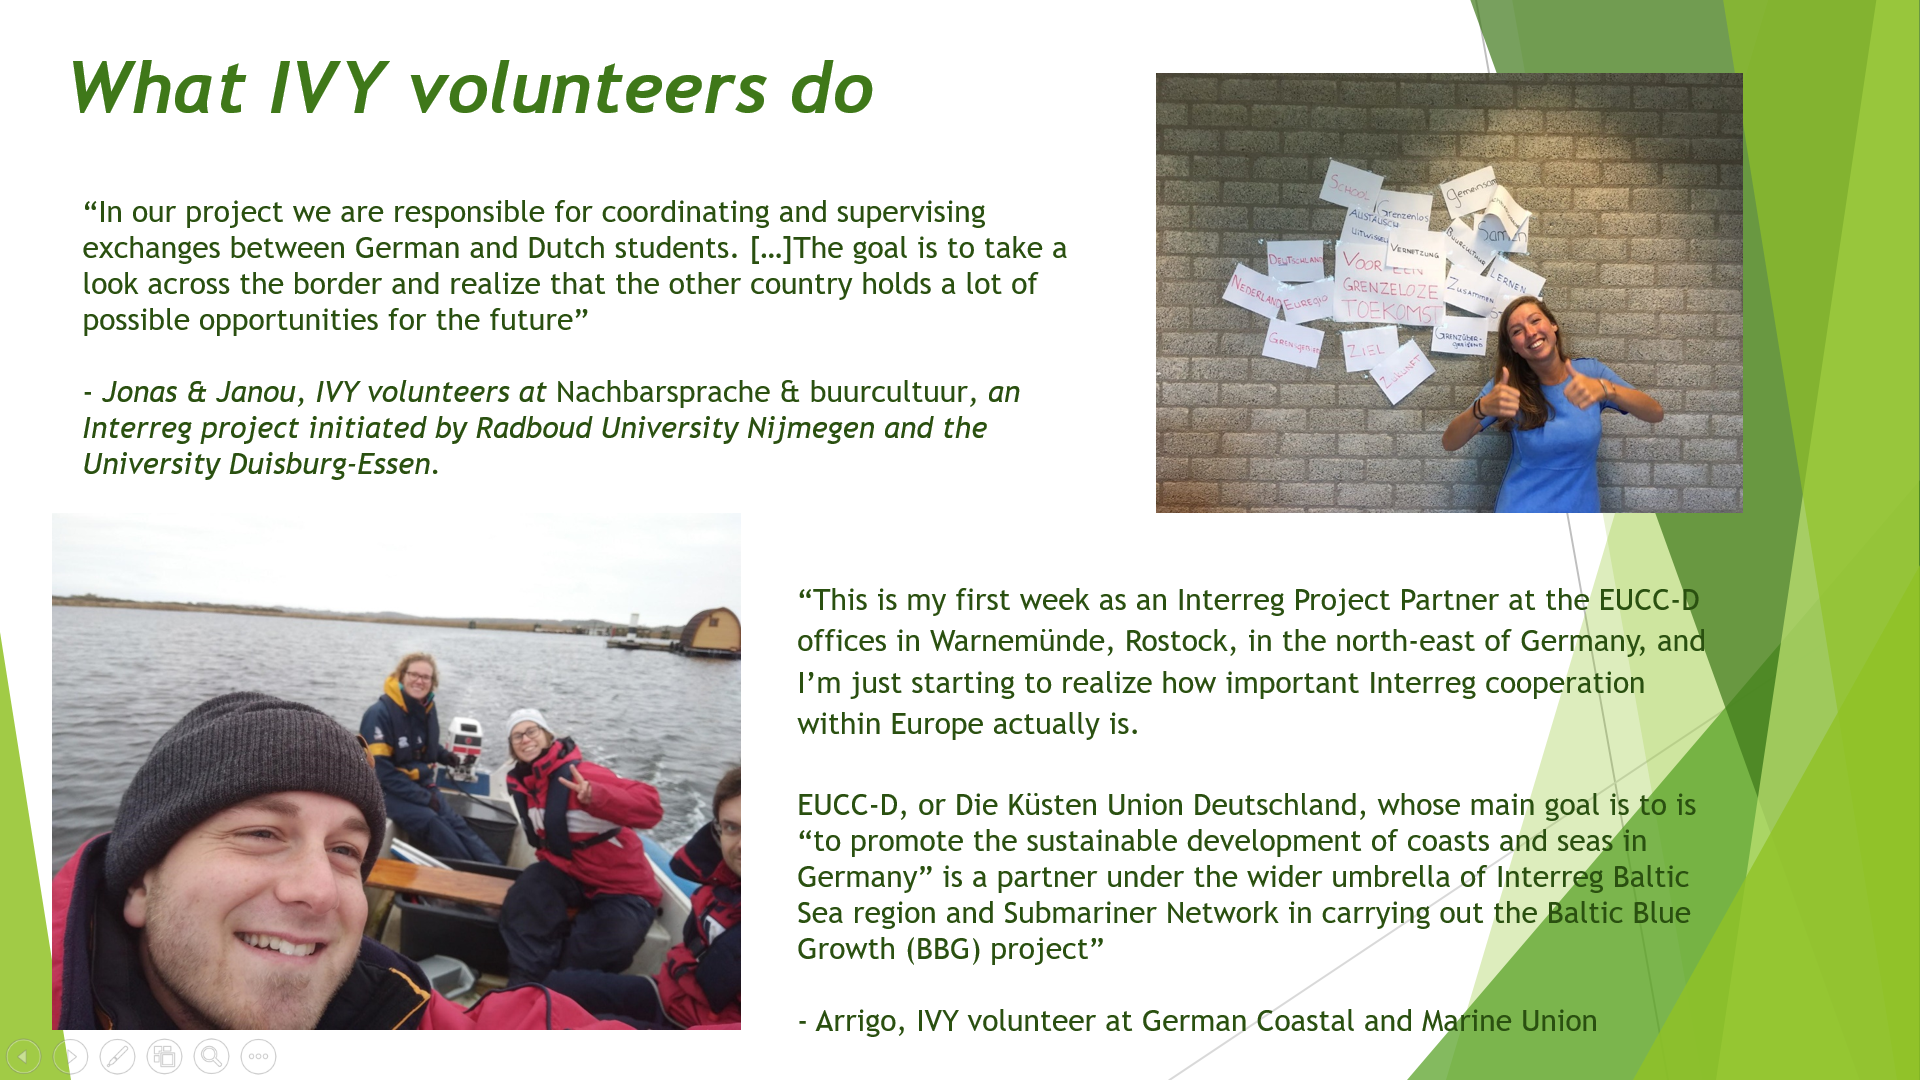 What IVY volunteers do
“In our project we are responsible for coordinating and supervising
exchanges between German and Dutch students. […]The goal is to take a
look across the border and realize that the other country holds a lot of
possible opportunities for the future”
- Jonas & Janou, IVY volunteers at Nachbarsprache & buurcultuur, an
Interreg project initiated by Radboud University Nijmegen and the
University Duisburg-Essen.
SCHOOL
Gemeinsam
Grenzenlos
AUSTAUSCH
UITWISSEL
VERNETZUNG
BUURCULTUUR
Samen
DEUTSCHLAND
VOOR EEN
GRENZELOZE
TOEKOMST
LERNEN
ZUSAMMEN
NEDERLAND
EUREGIO
GRENSGEBIED
ZIEL
GRENZÜBER-
greifend
ZUKUNFT
“This is my first week as an Interreg Project Partner at the EUCC-D
offices in Warnemünde, Rostock, in the north-east of Germany, and
I’m just starting to realize how important Interreg cooperation
within Europe actually is.
EUCC-D, or Die Küsten Union Deutschland, whose main goal is to is
“to promote the sustainable development of coasts and seas in
Germany” is a partner under the wider umbrella of Interreg Baltic
Sea region and Submariner Network in carrying out the Baltic Blue
Growth (BBG) project”
- Arrigo, IVY volunteer at German Coastal and Marine Union